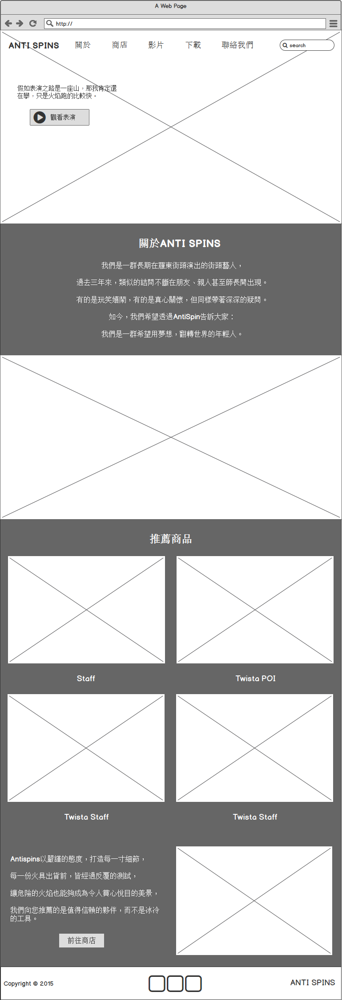 A Web Page
http://
ANTI SPINS 關於 商店 影片 下載 聯絡我們 search
假如表演之路是一座山，那我肯定還
在攀，只是火焰跑的比較快。
觀看表演
關於ANTI SPINS
我們是一群長期在羅東街頭演出的街頭藝人，
過去三年來，類似的詰問不斷在朋友、親人甚至師長間出現。
有的是玩笑嬉鬧，有的是真心關懷，但同樣帶著深深的疑問。
如今，我們希望透過AntiSpin告訴大家：
我們是一群希望用夢想，翻轉世界的年輕人。
推薦商品
Staff
Twista POI
Twista Staff
Twista Staff
Antispins以嚴謹的態度，打造每一寸細節，
每一份火具出貨前，皆經過反覆的測試，
讓危險的火焰也能夠成為令人賞心悅目的美景，
我們向您推薦的是值得信賴的夥伴，而不是冰冷
的工具。
前往商店
Copyright © 2015
ANTI SPINS